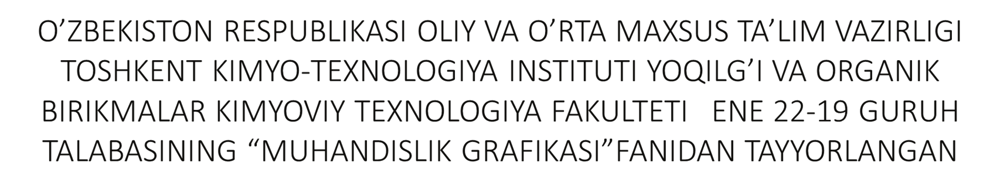 O’ZBEKISTON RESPUBLIKASI OLIY VA O’RTA MAXSUS TA’LIM VAZIRLIGI
TOSHKENT KIMYO-TEXNOLOGIYA INSTITUTI YOQILG’I VA ORGANIK
BIRIKMALAR KIMYOVIY TEXNOLOGIYA FAKULTETI   ENE 22-19 GURUH
TALABASINING “MUHANDISLIK GRAFIKASI”FANIDAN TAYYORLANGAN